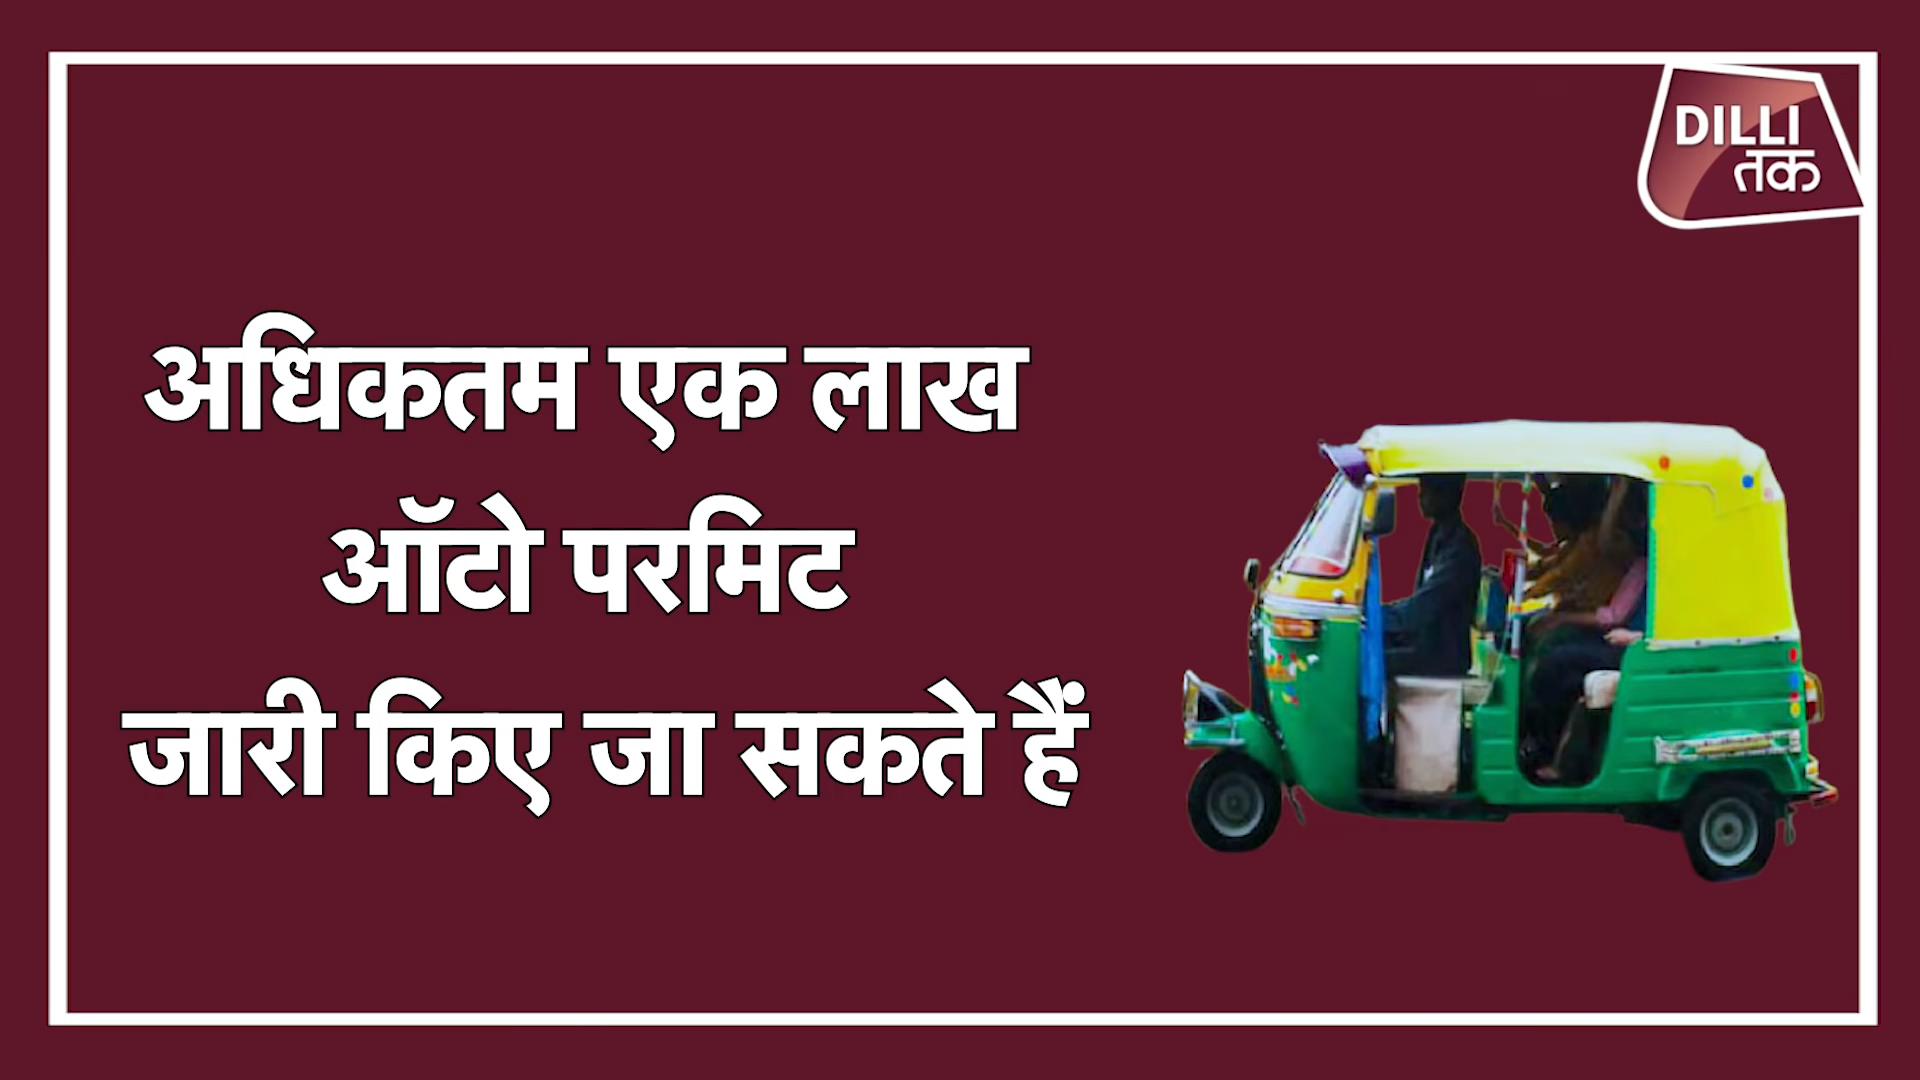 DILLI
तक
अधिकतम एक लाख
ऑटो परमिट
जारी किए जा सकते हैं